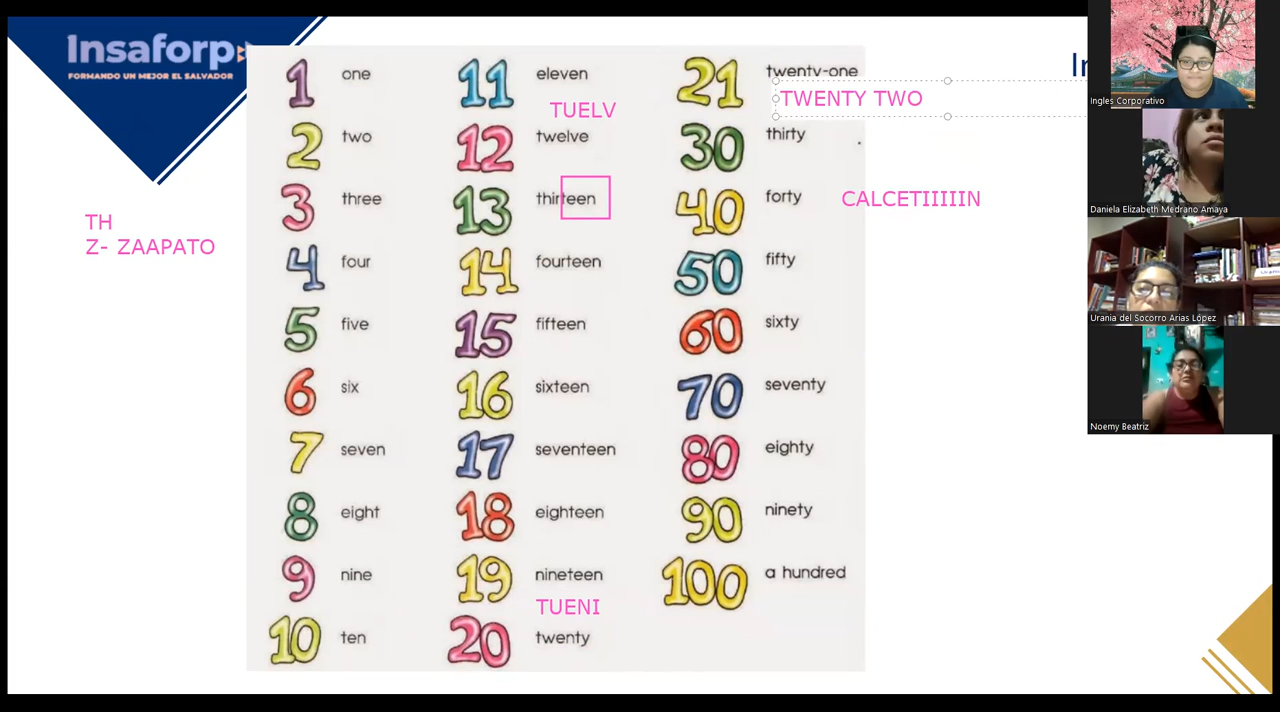 Insaforp
FORMANDO UN MEJOR EL SALVADOR
1 one
2 two
3 three
4 four
5 five
6 six
7 seven
8 eight
9 nine
10 ten
11 eleven
TUELV
12 twelve
13 thirteen
14 fourteen
15 fifteen
16 sixteen
17 seventeen
18 eighteen
19 nineteen
TUENI
20 twenty
21 twenty-one
TWENTY TWO
30 thirty
40 forty
50 fifty
60 sixty
70 seventy
80 eighty
90 ninety
100 a hundred
TH
Z- ZAAPATO
CALCETIIIIIN
Ingles Corporativo
Daniela Elizabeth Medrano Amaya
Urania del Socorro Arias López
Noemy Beatriz